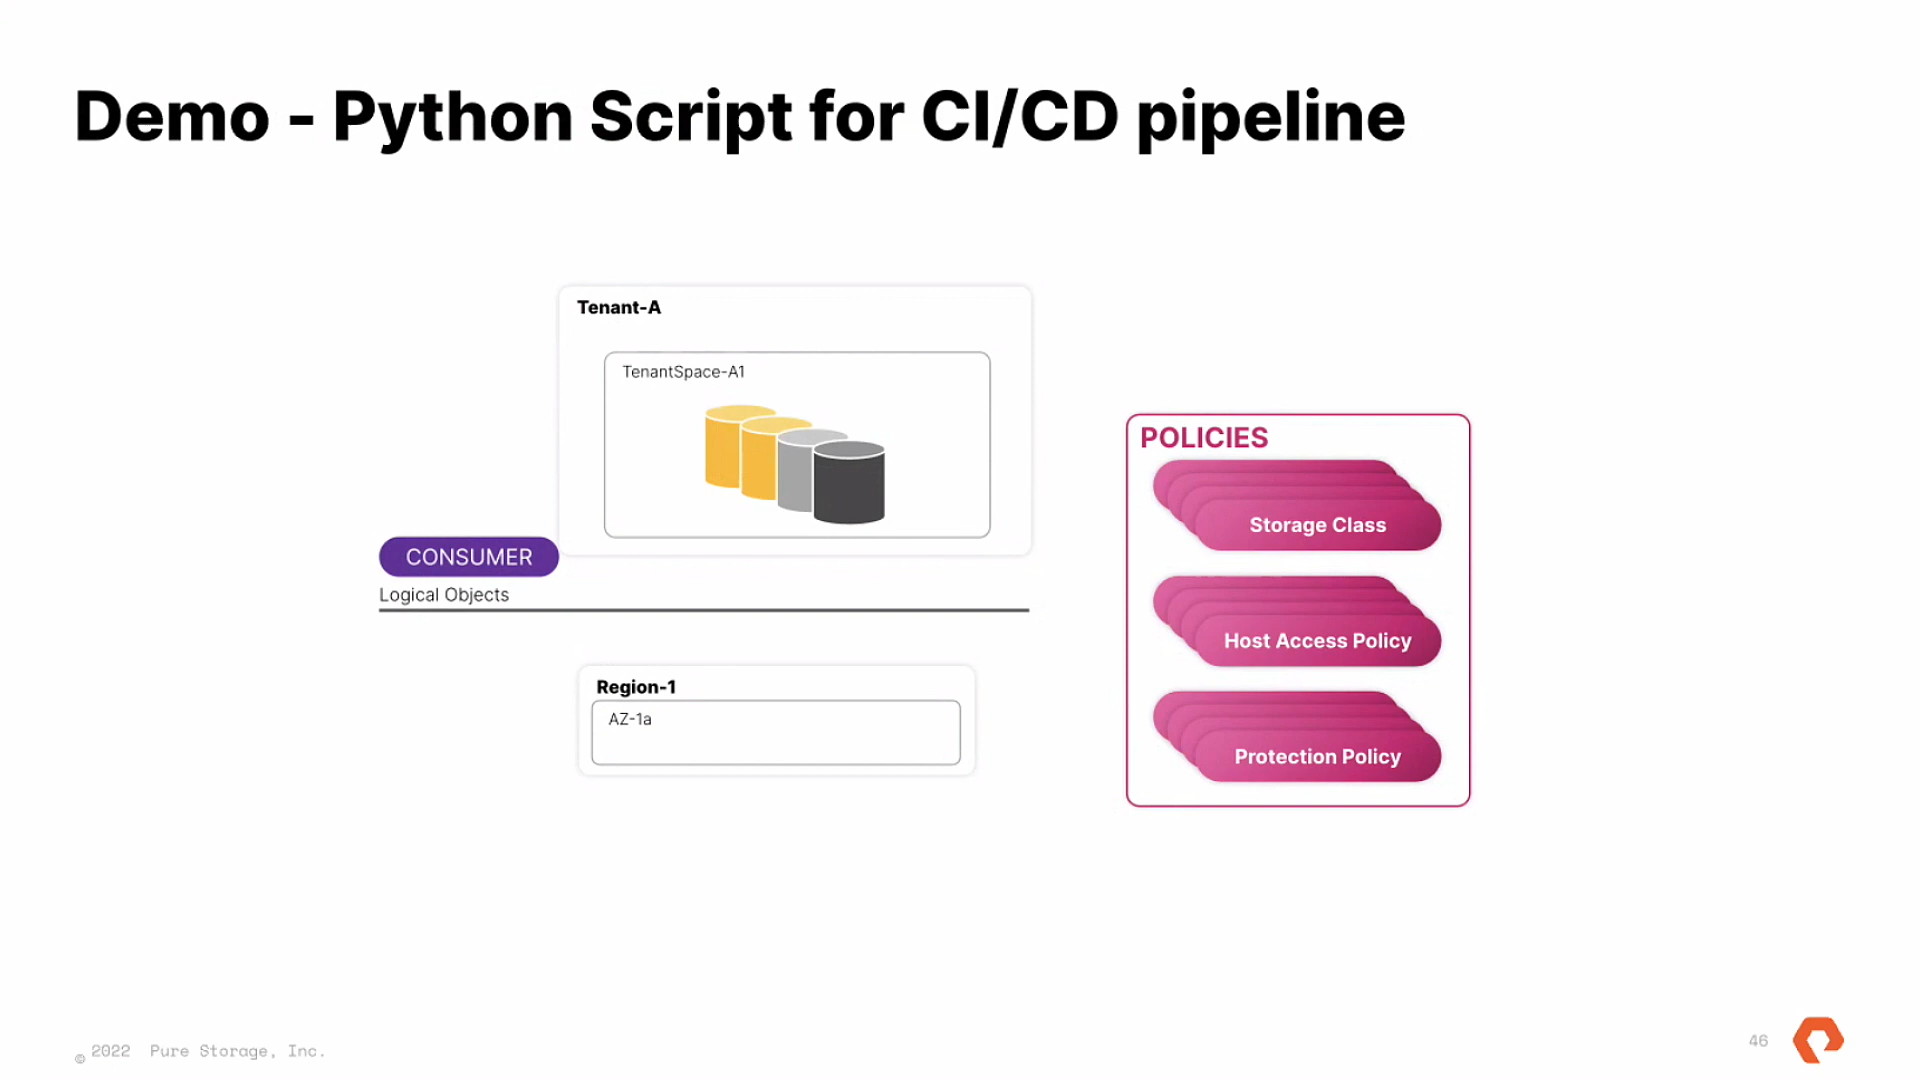 Demo - Python Script for CI/CD pipeline
Tenant-A
TenantSpace-A1
CONSUMER
Logical Objects
Region-1
AZ-1a
POLICIES
Storage Class
Host Access Policy
Protection Policy
© 2022 Pure Storage, Inc.
46